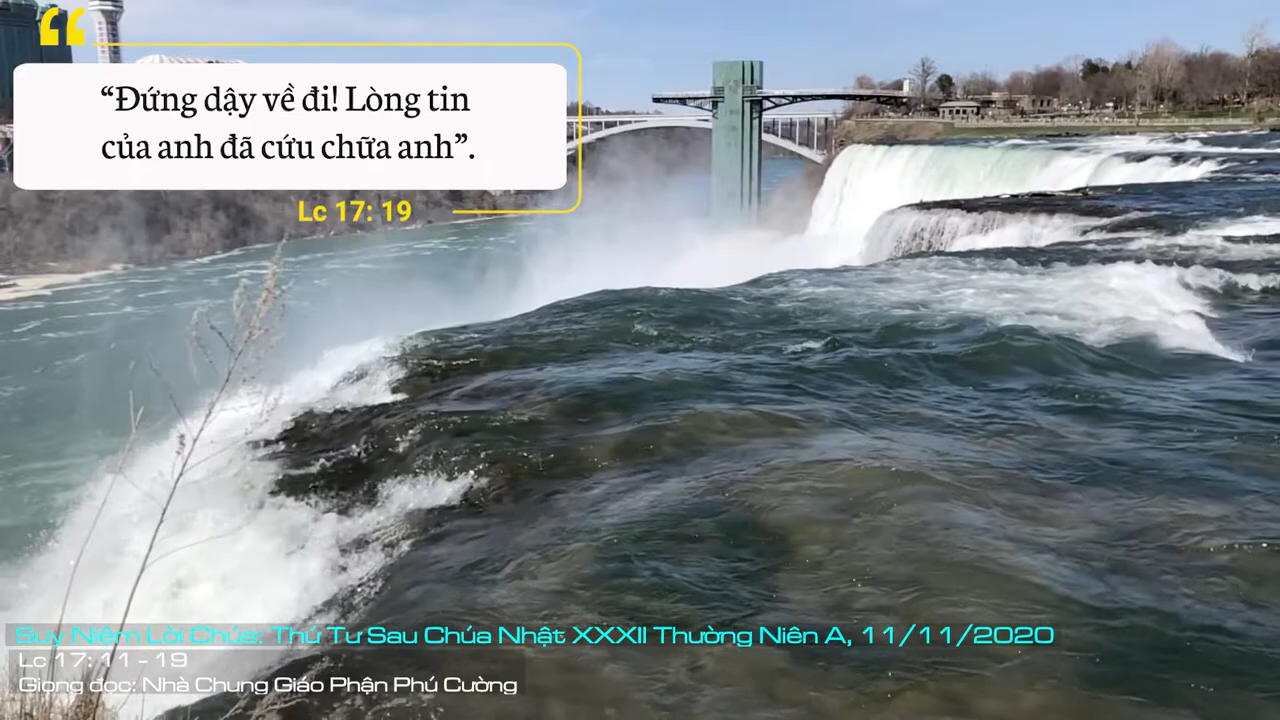 “Đứng dậy về đi! Lòng tin
của anh đã cứu chữa anh”.
Lc 17: 19
Suy Niệm Lời Chúa: Thứ Tư Sau Chúa Nhật XXXII Thường Niên A, 11/11/2020
Lc 17: 11 - 19
Giọng đọc: Nhà Chung Giáo Phận Phú Cường